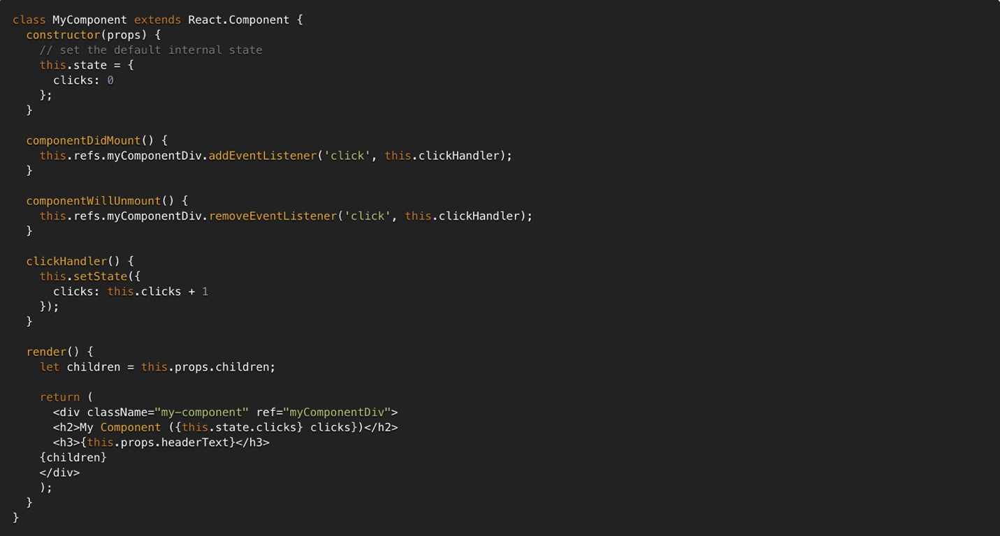 class MyComponent extends React.Component {
  constructor(props) {
    // set the default internal state
    this.state = {
      clicks: 0
    };
  }

  componentDidMount() {
    this.refs.myComponentDiv.addEventListener('click', this.clickHandler);
  }

  componentWillUnmount() {
    this.refs.myComponentDiv.removeEventListener('click', this.clickHandler);
  }

  clickHandler() {
    this.setState({
      clicks: this.clicks + 1
    });
  }

  render() {
    let children = this.props.children;

    return (
      <div className="my-component" ref="myComponentDiv">
      <h2>My Component ({this.state.clicks} clicks})</h2>
      <h3>{this.props.headerText}</h3>
    {children}
    </div>
    );
  }
}